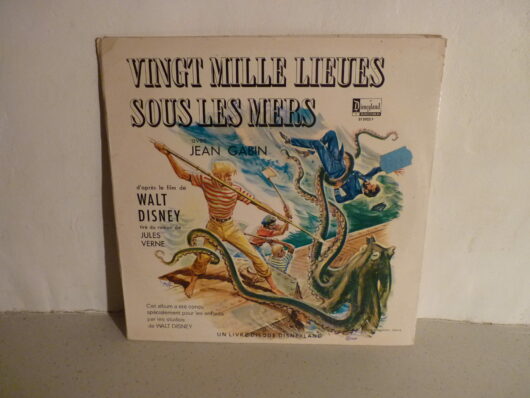 VINGT MILLE LIEUES
SOUS LES MERS
avec
JEAN GABIN
Disneyland
d'après le film de
WALT
DISNEY
tiré du roman de
JULES
VERNE
Cet album a été conçu
spécialement pour les enfants
par les studios
de WALT DISNEY
UN LIVRE-DISQUE DISNEYLAND